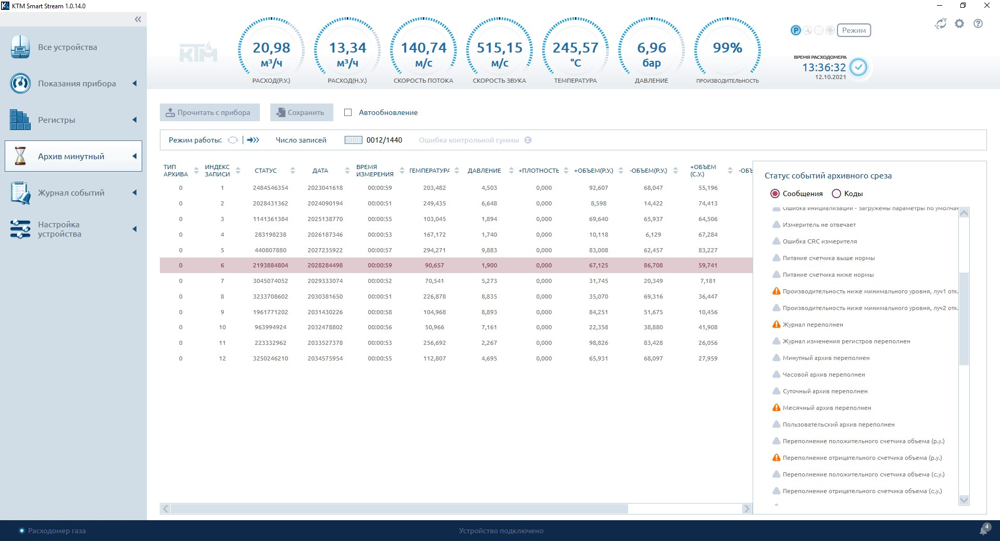 KTM Smart Stream 1.0.14.0
Все устройства
Показания прибора
Регистры
Архив минутный
Журнал событий
Настройка
устройства
КТМ
20,98
м³/ч
РАСХОД(Р.У.)
13,34
м³/ч
РАСХОД(Н.У.)
140,74
м/с
СКОРОСТЬ ПОТОКА
515,15
м/с
СКОРОСТЬ ЗВУКА
245,57
°C
ТЕМПЕРАТУРА
6,96
бар
ДАВЛЕНИЕ
99%
ПРОИЗВОДИТЕЛЬНОСТЬ
P
Режим
ВРЕМЯ РАСХОДОМЕРА
13:36:32
12.10.2021
°C °F
?
Прочитать с прибора
Сохранить
Автообновление
Режим работы:
Число записей
0012/1440
Ошибка контрольной суммы
ТИП АРХИВА ИНДЕКС ЗАПИСИ СТАТУС ДАТА ВРЕМЯ ИЗМЕРЕНИЯ ТЕМПЕРАТУРА ДАВЛЕНИЕ +ПЛОТНОСТЬ +ОБЪЕМ(Р.У.) -ОБЪЕМ(Р.У.) +ОБЪЕМ (С.У.) -ОБЪ
0 1 2484546354 2023041618 00:00:59 203,482 4,503 0,000 92,607 68,047 55,196
0 2 2028431362 2024090194 00:00:51 249,435 6,648 0,000 8,598 14,422 74,413
0 3 1141361384 2025138770 00:00:55 103,045 1,894 0,000 69,640 65,937 64,506
0 4 283198238 2026187346 00:00:53 167,172 1,740 0,000 10,118 6,129 67,284
0 5 440807880 2027235922 00:00:57 294,271 9,883 0,000 83,008 62,457 83,227
0 6 2193884804 2028284498 00:00:59 90,657 1,900 0,000 67,125 86,708 59,741
0 7 3045074052 2029333074 00:00:52 70,541 5,273 0,000 31,745 20,349 7,181
0 8 3233708602 2030381650 00:00:51 226,878 8,835 0,000 35,070 69,316 36,447
0 9 1961771202 2031430226 00:00:58 104,968 8,893 0,000 84,251 51,675 10,456
0 10 963994924 2032478802 00:00:56 50,966 7,161 0,000 22,358 38,880 41,908
0 11 223332962 2033527378 00:00:53 256,692 2,267 0,000 98,826 83,428 26,056
0 12 3250246210 2034575954 00:00:55 112,807 4,695 0,000 65,931 68,097 27,959
Статус событий архивного среза
Сообщения
Коды
Ошибка инициализации - загружены параметры по умолчан
Измеритель не отвечает
Ошибка CRC измерителя
Питание счетчика выше нормы
Питание счетчика ниже нормы
Производительность ниже минимального уровня, луч1 отк.
Производительность ниже минимального уровня, луч2 отк.
Журнал переполнен
Журнал изменения регистров переполнен
Минутный архив переполнен
Часовой архив переполнен
Суточный архив переполнен
Месячный архив переполнен
Пользовательский архив переполнен
Переполнение положительного счетчика объема (р.у.)
Переполнение отрицательного счетчика объема (р.у.)
Переполнение положительного счетчика объема (с.у.)
Переполнение отрицательного счетчика объема (с.у.)
Расходомер газа
Устройство подключено
4